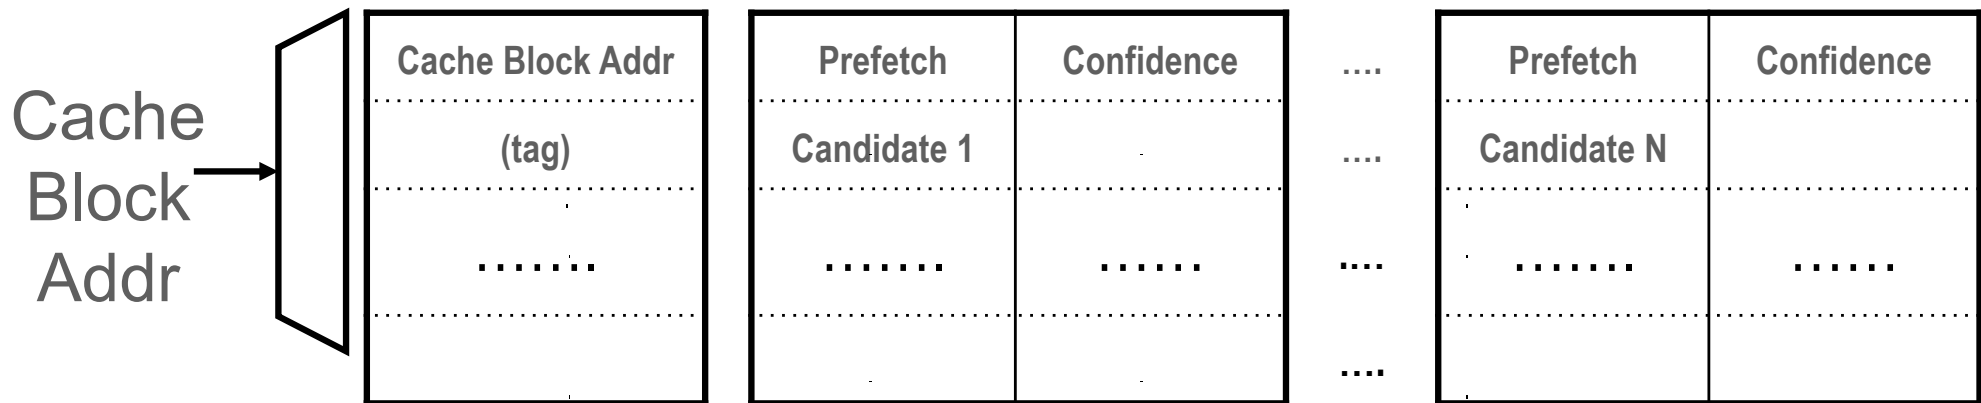 Cache Block Addr
Cache Block Addr Prefetch Confidence .... Prefetch Confidence
(tag) Candidate 1 .... Candidate N
....... ....... ...... .... ....... ......
....